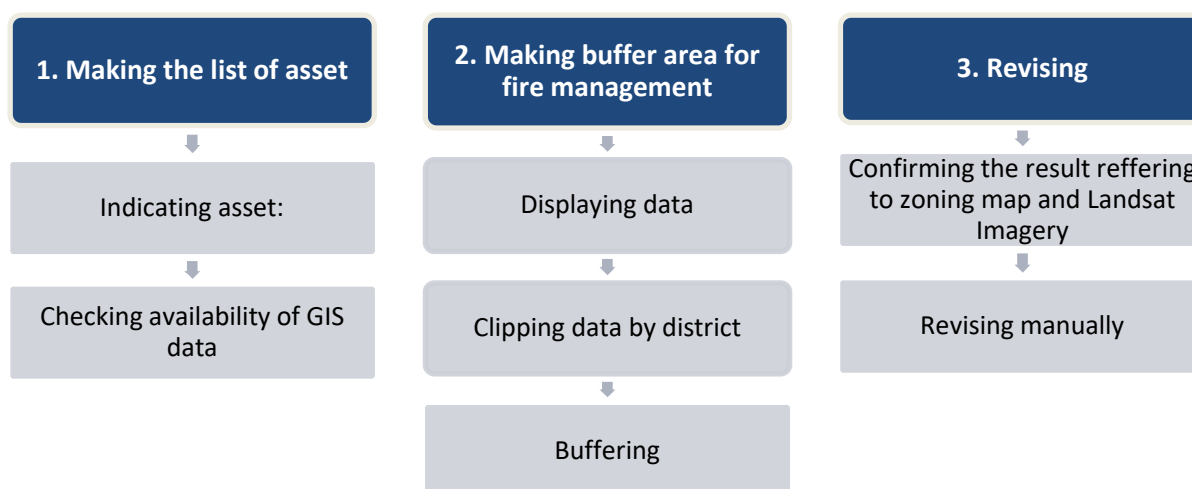 1. Making the list of asset
Indicating asset:
Checking availability of GIS
data
2. Making buffer area for
fire management
Displaying data
Clipping data by district
Buffering
3. Revising
Confirming the result reffering
to zoning map and Landsat
Imagery
Revising manually